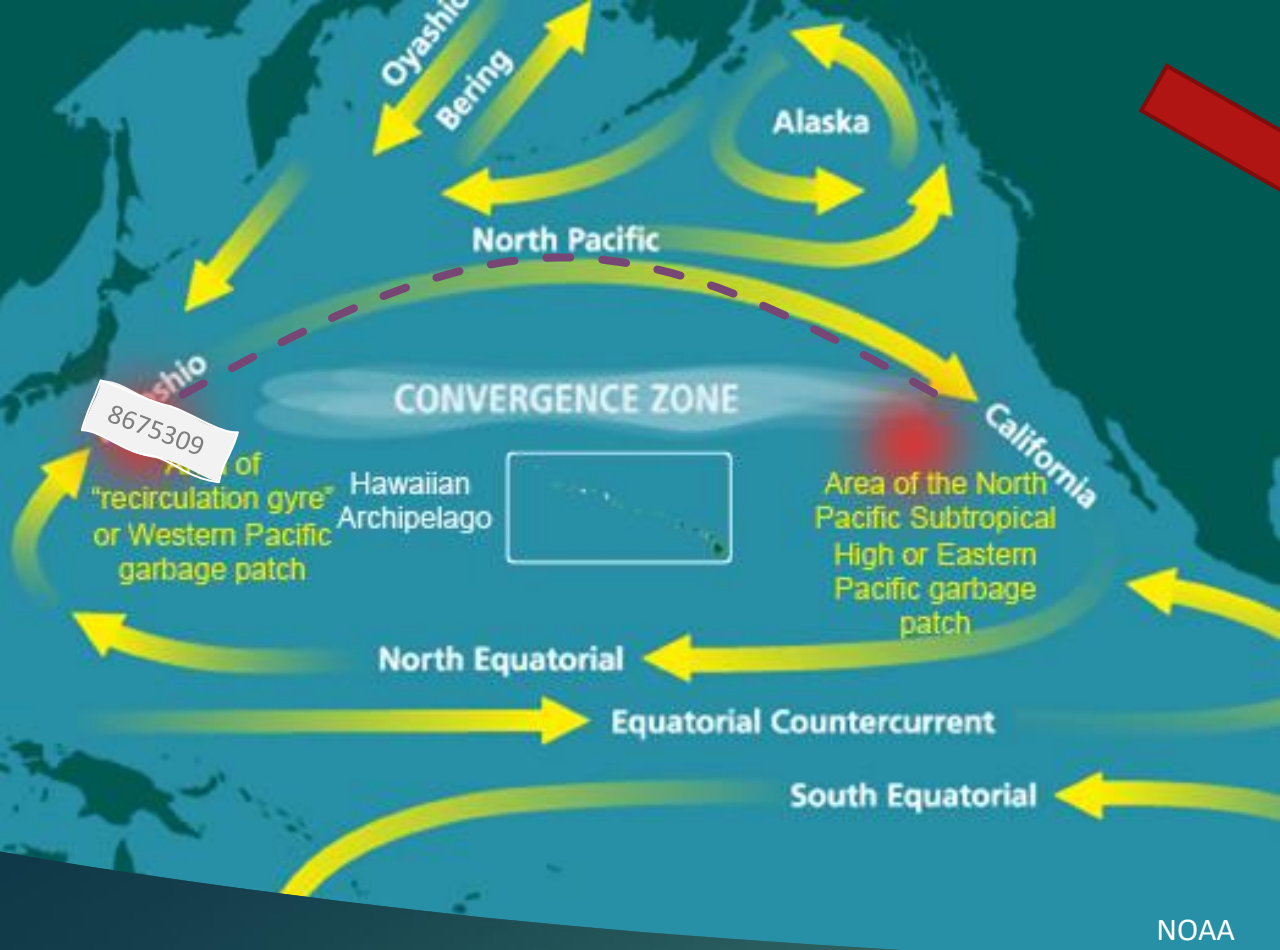 Oyashio
Bering
Alaska
North Pacific
CONVERGENCE ZONE
8675309
of
"recirculation gyre"
or Western Pacific
garbage patch
Hawaiian
Archipelago
California
Area of the North
Pacific Subtropical
High or Eastern
Pacific garbage
patch
North Equatorial
Equatorial Countercurrent
South Equatorial
NOAA